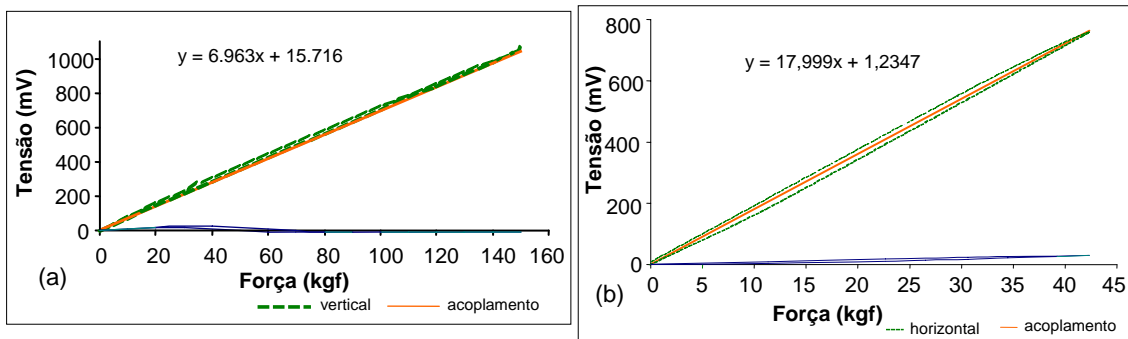 1000
800
600
400
200
0
Tensão (mV)
y = 6.963x + 15.716
0 20 40 60 80 100 120 140 160
Força (kgf)
(a)
vertical acoplamento
800
600
400
200
0
Tensão (mV)
y = 17,999x + 1,2347
0 5 10 15 20 25 30 35 40 45
Força (kgf)
(b)
horizontal acoplamento